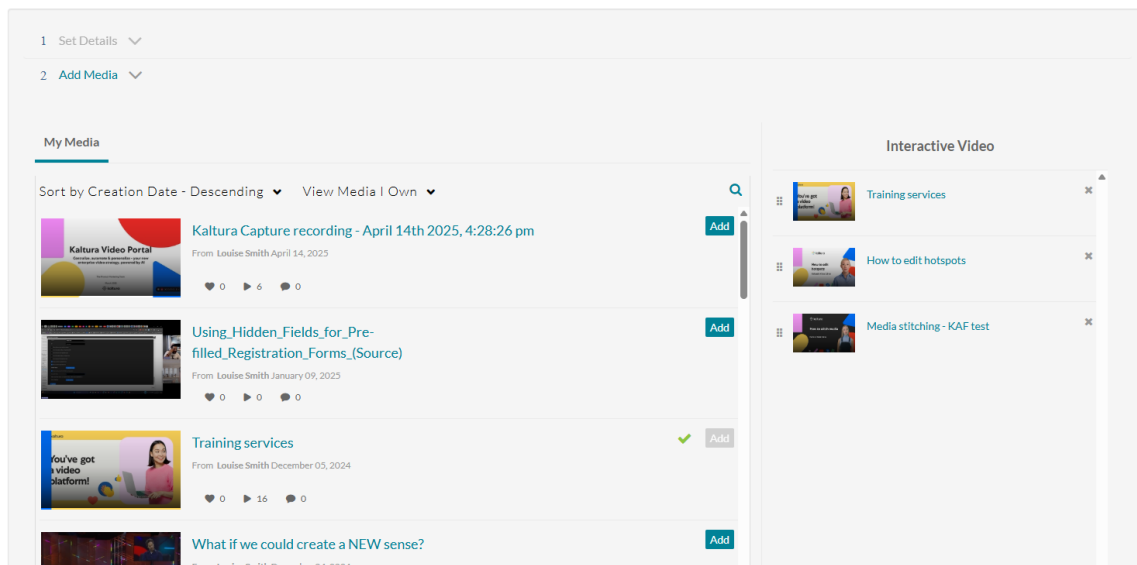 1 Set Details
2 Add Media
My Media
Sort by Creation Date - Descending
View Media I Own
Kaltura Video Portal
Kaltura Capture recording - April 14th 2025, 4:28:26 pm
Add
From Louise Smith April 14, 2025
0 6 0
Using_Hidden_Fields_for_Pre-
filled_Registration_Forms_(Source)
Add
From Louise Smith January 09, 2025
0 0 0
You've got
video
platform!
Training services
Add
From Louise Smith December 05, 2024
0 16 0
What if we could create a NEW sense?
Add
Interactive Video
Training services
How to edit hotspots
Media stitching - KAF test